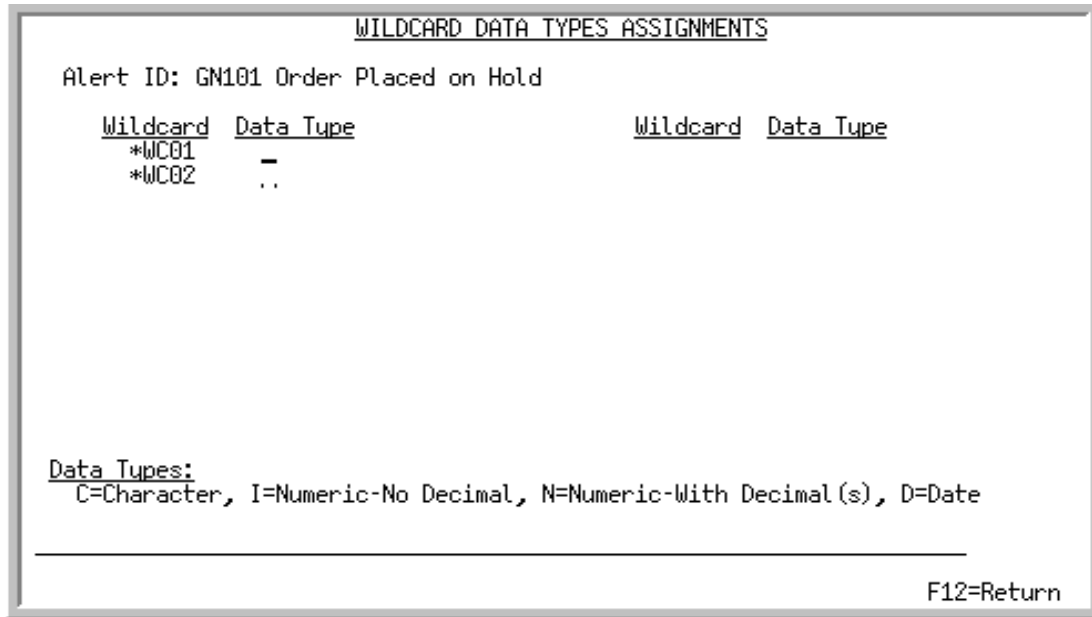 WILDCARD DATA TYPES ASSIGNMENTS
Alert ID: GN101 Order Placed on Hold
Wildcard Data Type Wildcard Data Type
*WC01 _
*WC02 ..
Data Types:
C=Character, I=Numeric-No Decimal, N=Numeric-With Decimal(s), D=Date
F12=Return